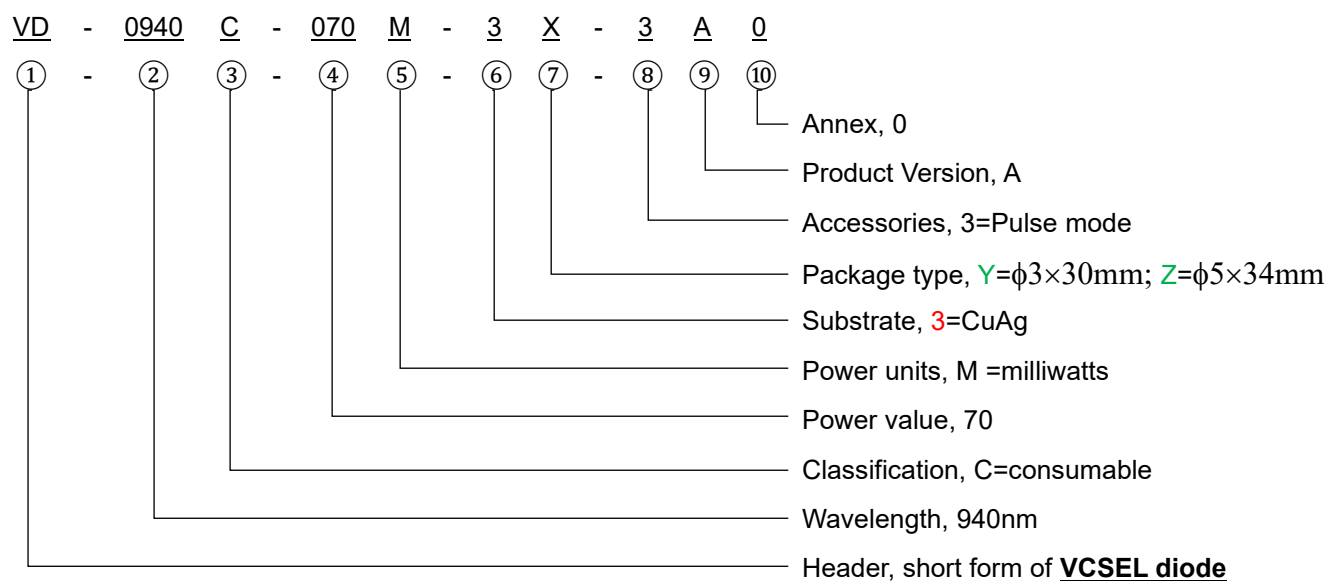 VD - 0940 C - 070 M - 3 X - 3 A 0
① - ② ③ - ④ ⑤ - ⑥ ⑦ - ⑧ ⑨ ⑩
Annex, 0
Product Version, A
Accessories, 3=Pulse mode
Package type, Y=ϕ3×30mm; Z=ϕ5×34mm
Substrate, 3=CuAg
Power units, M =milliwatts
Power value, 70
Classification, C=consumable
Wavelength, 940nm
Header, short form of VCSEL diode